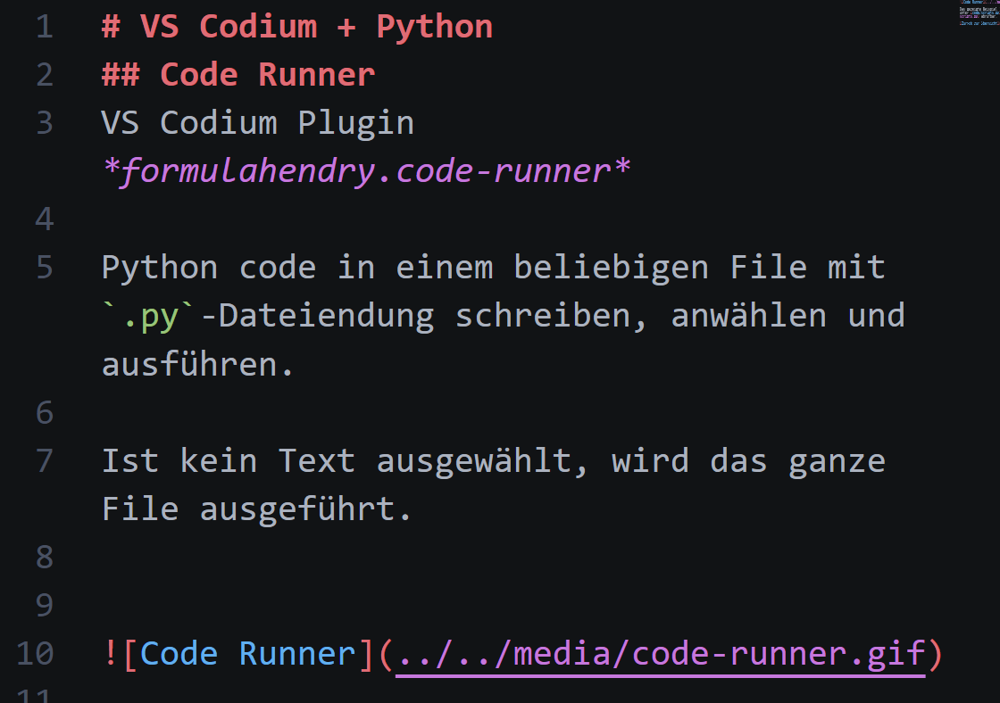 1 # VS Codium + Python
2 ## Code Runner
3 VS Codium Plugin
*formulahendry.code-runner*
4
5 Python code in einem beliebigen File mit
`.py`-Dateiendung schreiben, anwählen und
ausführen.
6
7 Ist kein Text ausgewählt, wird das ganze
File ausgeführt.
8
9
10 ![Code Runner](../../media/code-runner.gif)
11